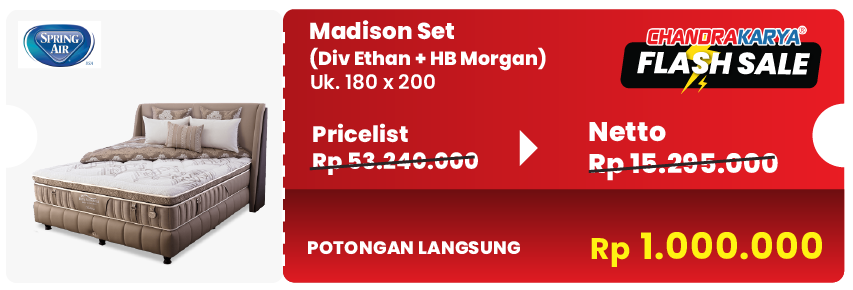 SPRING AIR
USA
Madison Set
(Div Ethan + HB Morgan)
Uk. 180 x 200
CHANDRAKARYA®
FLASH SALE
Pricelist
Rp 53.240.000
Netto
Rp 15.295.000
POTONGAN LANGSUNG
Rp 1.000.000